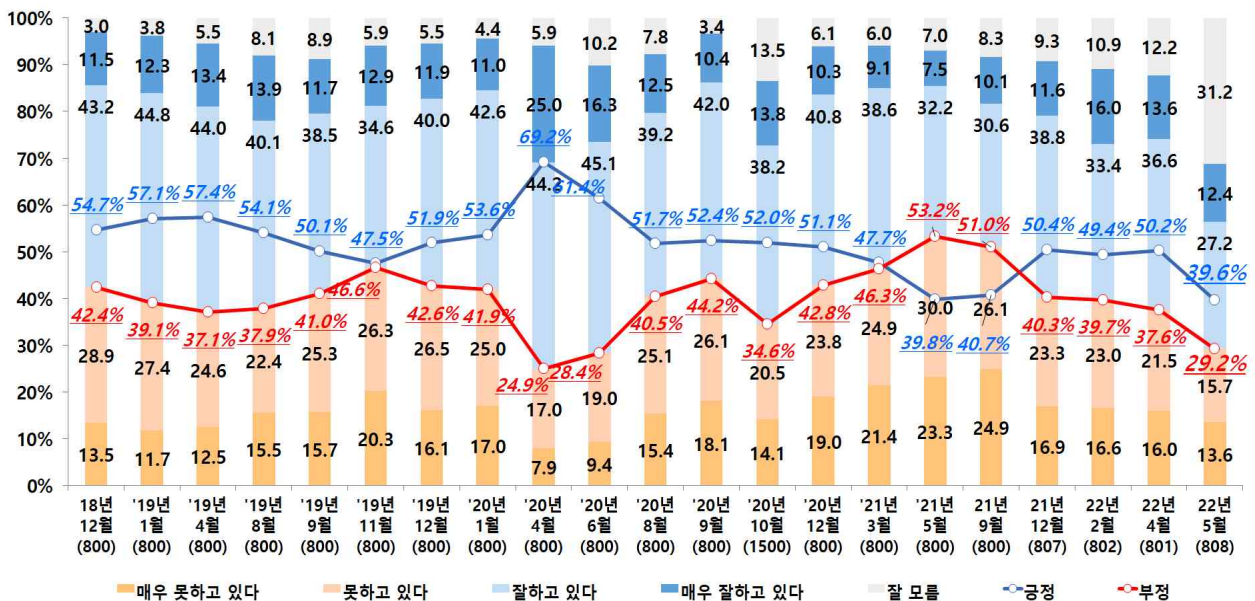 100%
90%
80%
70%
60%
50%
40%
30%
20%
10%
0%
3.0 3.8 5.5 8.1 8.9 5.9 5.5 4.4 5.9 10.2 7.8 3.4 13.5 6.1 6.0 7.0 8.3 9.3 10.9 12.2 31.2
11.5 12.3 13.4 13.9 11.7 12.9 11.9 11.0 25.0 16.3 12.5 10.4 13.8 10.3 9.1 7.5 10.1 11.6 16.0 13.6 12.4
43.2 44.8 44.0 40.1 38.5 34.6 40.0 42.6 44.2 45.1 39.2 42.0 38.2 40.8 38.6 32.2 30.6 38.8 33.4 36.6 27.2
54.7% 57.1% 57.4% 54.1% 50.1% 47.5% 51.9% 53.6% 69.2% 61.4% 51.7% 52.4% 52.0% 51.1% 47.7% 39.8% 40.7% 50.4% 49.4% 50.2% 39.6%
42.4% 39.1% 37.1% 37.9% 41.0% 46.6% 42.6% 41.9% 24.9% 28.4% 40.5% 44.2% 34.6% 42.8% 46.3% 53.2% 51.0% 40.3% 39.7% 37.6% 29.2%
28.9 27.4 24.6 22.4 25.3 26.3 26.5 25.0 17.0 19.0 25.1 26.1 20.5 23.8 24.9 30.0 26.1 23.3 23.0 21.5 15.7
13.5 11.7 12.5 15.5 15.7 20.3 16.1 17.0 7.9 9.4 15.4 18.1 14.1 19.0 21.4 23.3 24.9 16.9 16.6 16.0 13.6
'18년 '19년 '19년 '19년 '19년 '19년 '19년 '20년 '20년 '20년 '20년 '20년 '20년 '20년 '21년 '21년 21년 21년 22년 22년 22년
12월 1월 4월 8월 9월 11월 12월 1월 4월 6월 8월 9월 10월 12월 3월 5월 9월 12월 2월 4월 5월
(800) (800) (800) (800) (800) (800) (800) (800) (800) (800) (800) (800) (1500) (800) (800) (800) (800) (807) (802) (801) (808)
매우 못하고 있다 못하고 있다 잘하고 있다 매우 잘하고 있다 잘 모름 긍정 부정